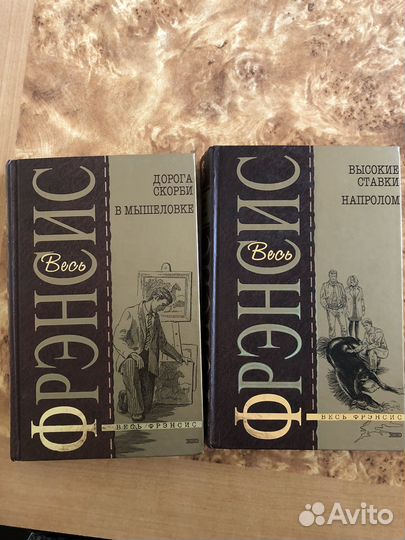 ФРЭНСИС
Весь
ДОРОГА
СКОРБИ
В МЫШЕЛОВКЕ
ВЕСЬ ФРЭНСИС
ФРЭНСИС
Весь
ВЫСОКИЕ
СТАВКИ
НАПРОЛОМ
ВЕСЬ ФРЭНСИС
Avito